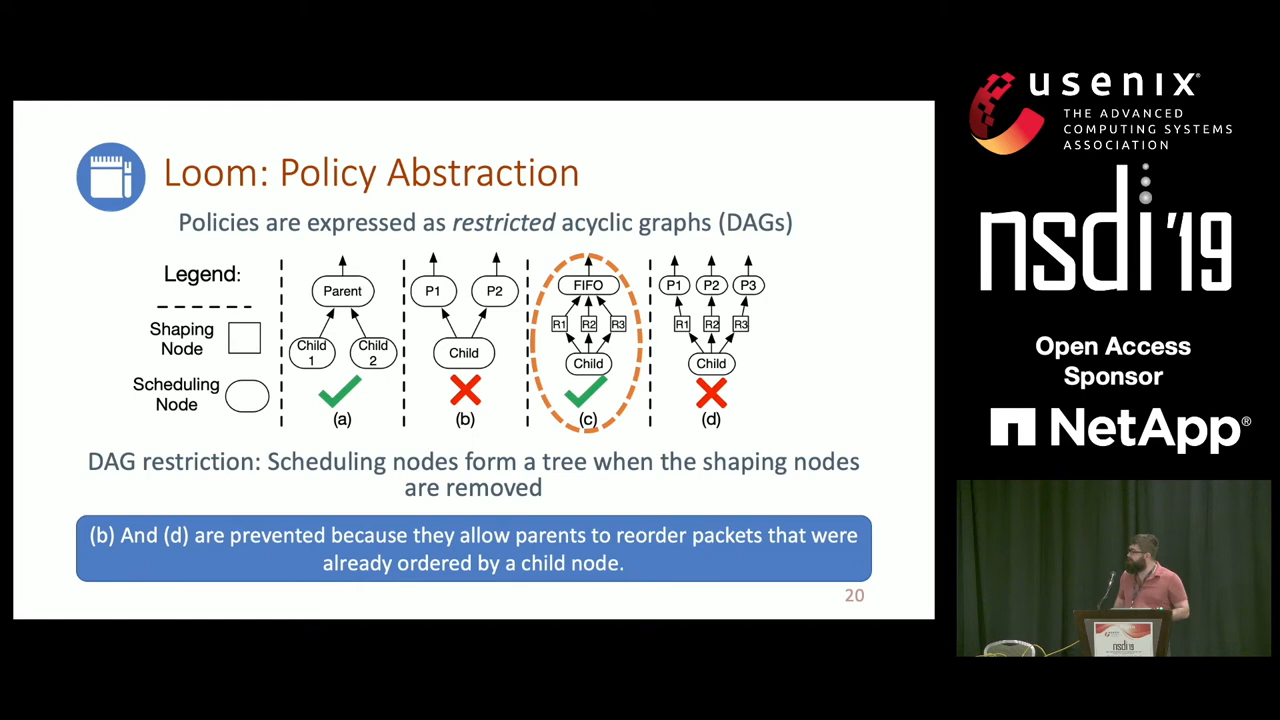 Loom: Policy Abstraction
Policies are expressed as restricted acyclic graphs (DAGs)
Legend:
Shaping
Node
Scheduling
Node
Parent
Child
1
Child
2
(a)
P1
P2
Child
(b)
FIFO
R1
R2
R3
Child
(c)
P1
P2
P3
R1
R2
R3
Child
(d)
DAG restriction: Scheduling nodes form a tree when the shaping nodes
are removed
(b) And (d) are prevented because they allow parents to reorder packets that were
already ordered by a child node.
20
usenix®
THE ADVANCED
COMPUTING SYSTEMS
ASSOCIATION
nsdi '19
Open Access
Sponsor
NetApp®
usenix
nsdi '19